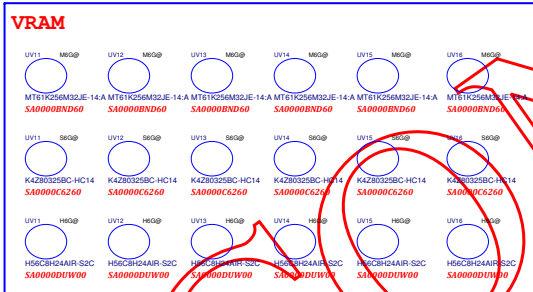 VRAM
UV11 M6G@ UV12 M6G@ UV13 M6G@ UV14 M6G@ UV15 M6G@ UV16 M6G@
MT61K256M32JE-14:A MT61K256M32JE-14:A MT61K256M32JE-14:A MT61K256M32JE-14:A MT61K256M32JE-14:A MT61K256M32JE-14:A
SA0000BND60 SA0000BND60 SA0000BND60 SA0000BND60 SA0000BND60 SA0000BND60
UV11 S6G@ UV12 S6G@ UV13 S6G@ UV14 S6G@ UV15 S6G@ UV16 S6G@
K4Z80325BC-HC14 K4Z80325BC-HC14 K4Z80325BC-HC14 K4Z80325BC-HC14 K4Z80325BC-HC14 K4Z80325BC-HC14
SA0000C6260 SA0000C6260 SA0000C6260 SA0000C6260 SA0000C6260 SA0000C6260
UV11 H6G@ UV12 H6G@ UV13 H6G@ UV14 H6G@ UV15 H6G@ UV16 H6G@
H56C8H24AIR-S2C H56C8H24AIR-S2C H56C8H24AIR-S2C H56C8H24AIR-S2C H56C8H24AIR-S2C H56C8H24AIR-S2C
SA0000DUW00 SA0000DUW00 SA0000DUW00 SA0000DUW00 SA0000DUW00 SA0000DUW00